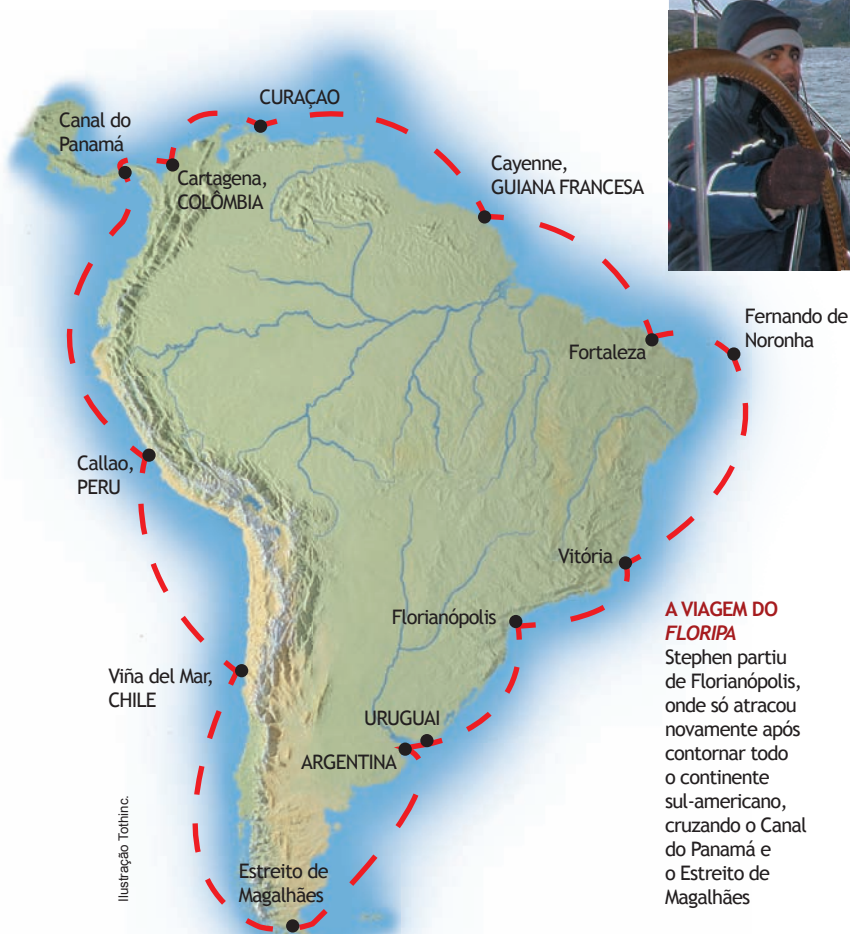 CURAÇAO
Canal do
Panamá
Cartagena,
COLÔMBIA
Cayenne,
GUIANA FRANCESA
Fernando de
Noronha
Fortaleza
Callao,
PERU
Vitória
Florianópolis
Viña del Mar,
CHILE
URUGUAI
ARGENTINA
Estreito de
Magalhães
A VIAGEM DO
FLORIPA
Stephen partiu
de Florianópolis,
onde só atracou
novamente após
contornar todo
o continente
sul-americano,
cruzando o Canal
do Panamá e
o Estreito de
Magalhães
Ilustração Tothinc.